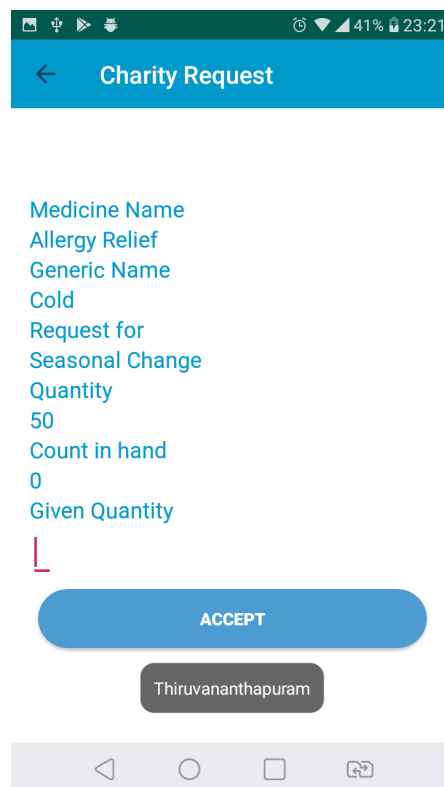 41% 23:21
Charity Request
Medicine Name
Allergy Relief
Generic Name
Cold
Request for
Seasonal Change
Quantity
50
Count in hand
0
Given Quantity
ACCEPT
Thiruvananthapuram